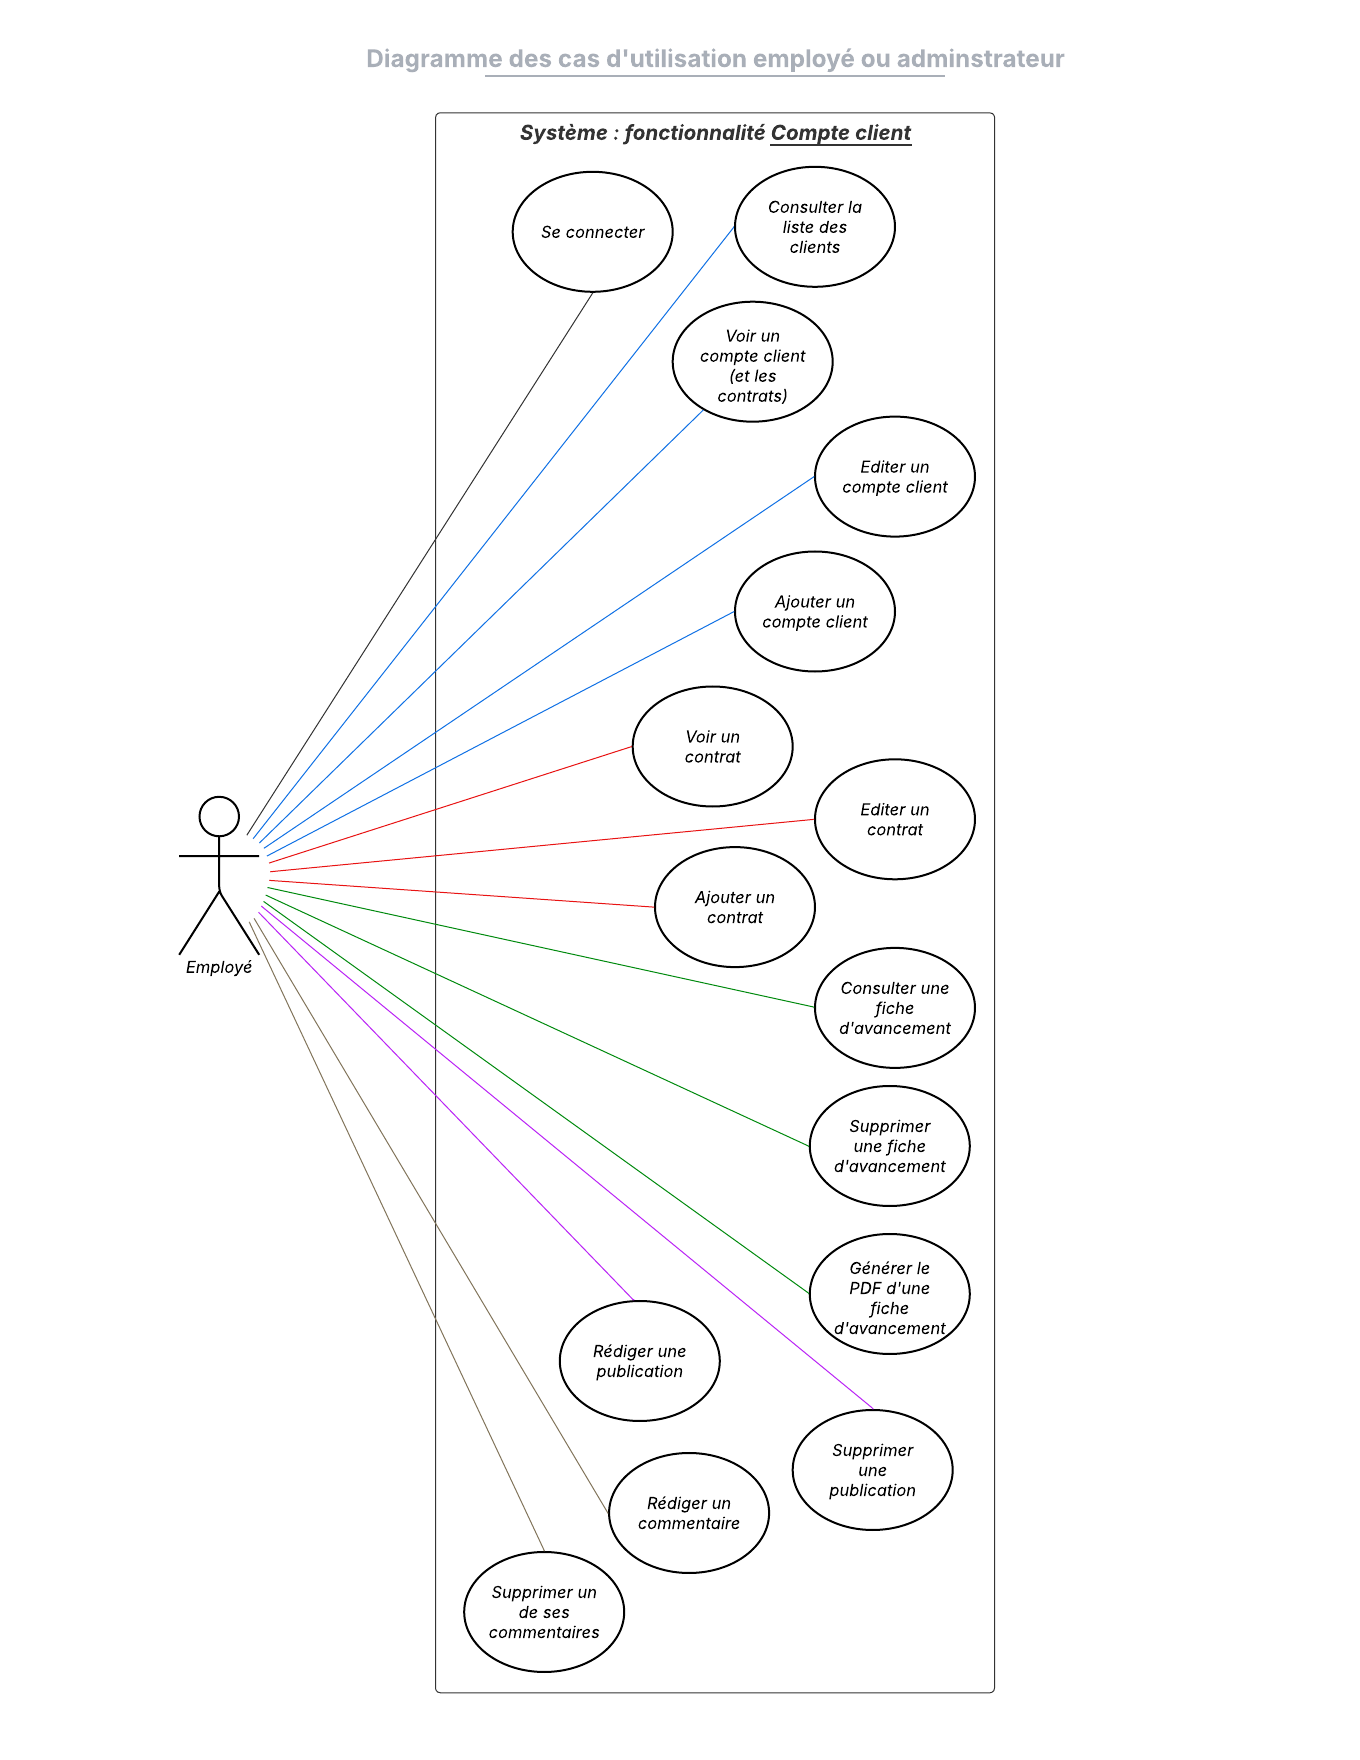 Diagramme des cas d'utilisation employé ou adminstrateur
Système : fonctionnalité Compte client
Se connecter
Consulter la
liste des
clients
Voir un
compte client
(et les
contrats)
Editer un
compte client
Ajouter un
compte client
Voir un
contrat
Editer un
contrat
Ajouter un
contrat
Employé
Consulter une
fiche
d'avancement
Supprimer
une fiche
d'avancement
Générer le
PDF d'une
fiche
d'avancement
Rédiger une
publication
Supprimer
une
publication
Rédiger un
commentaire
Supprimer un
de ses
commentaires